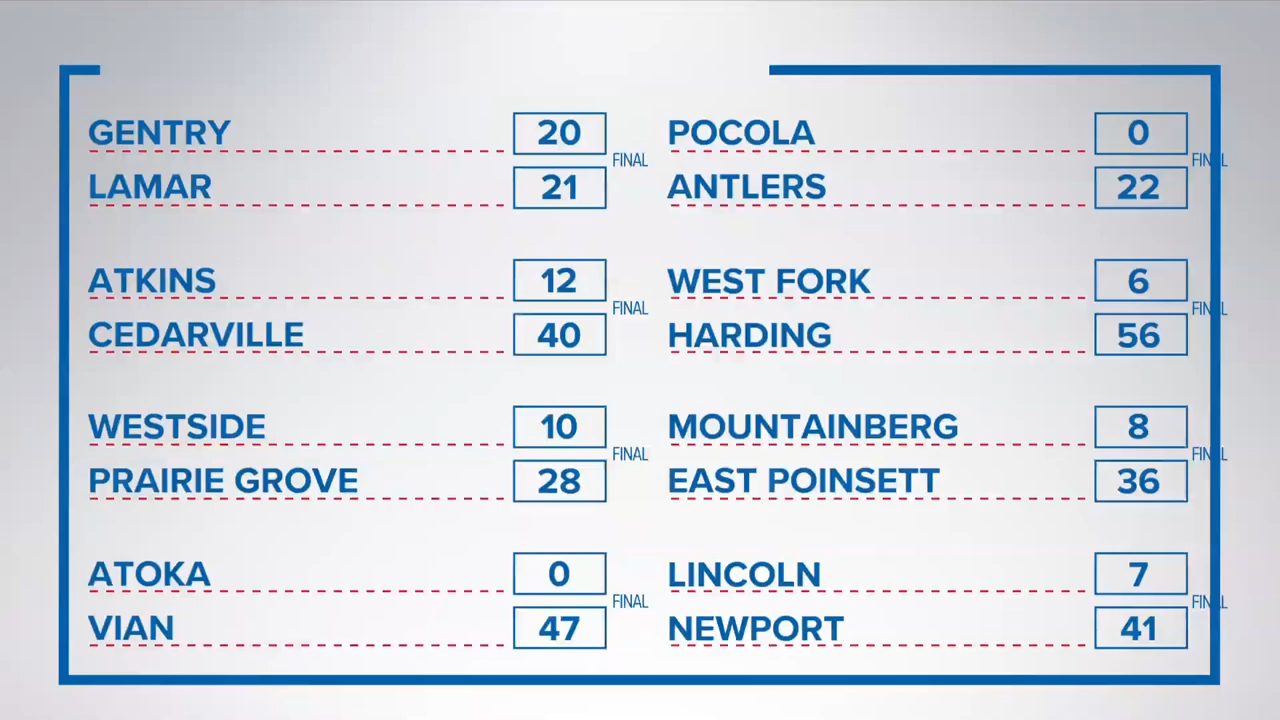 GENTRY 20
FINAL
LAMAR 21
ATKINS 12
FINAL
CEDARVILLE 40
WESTSIDE 10
FINAL
PRAIRIE GROVE 28
ATOKA 0
FINAL
VIAN 47
POCOLA 0
FINAL
ANTLERS 22
WEST FORK 6
FINAL
HARDING 56
MOUNTAINBERG 8
FINAL
EAST POINSETT 36
LINCOLN 7
FINAL
NEWPORT 41